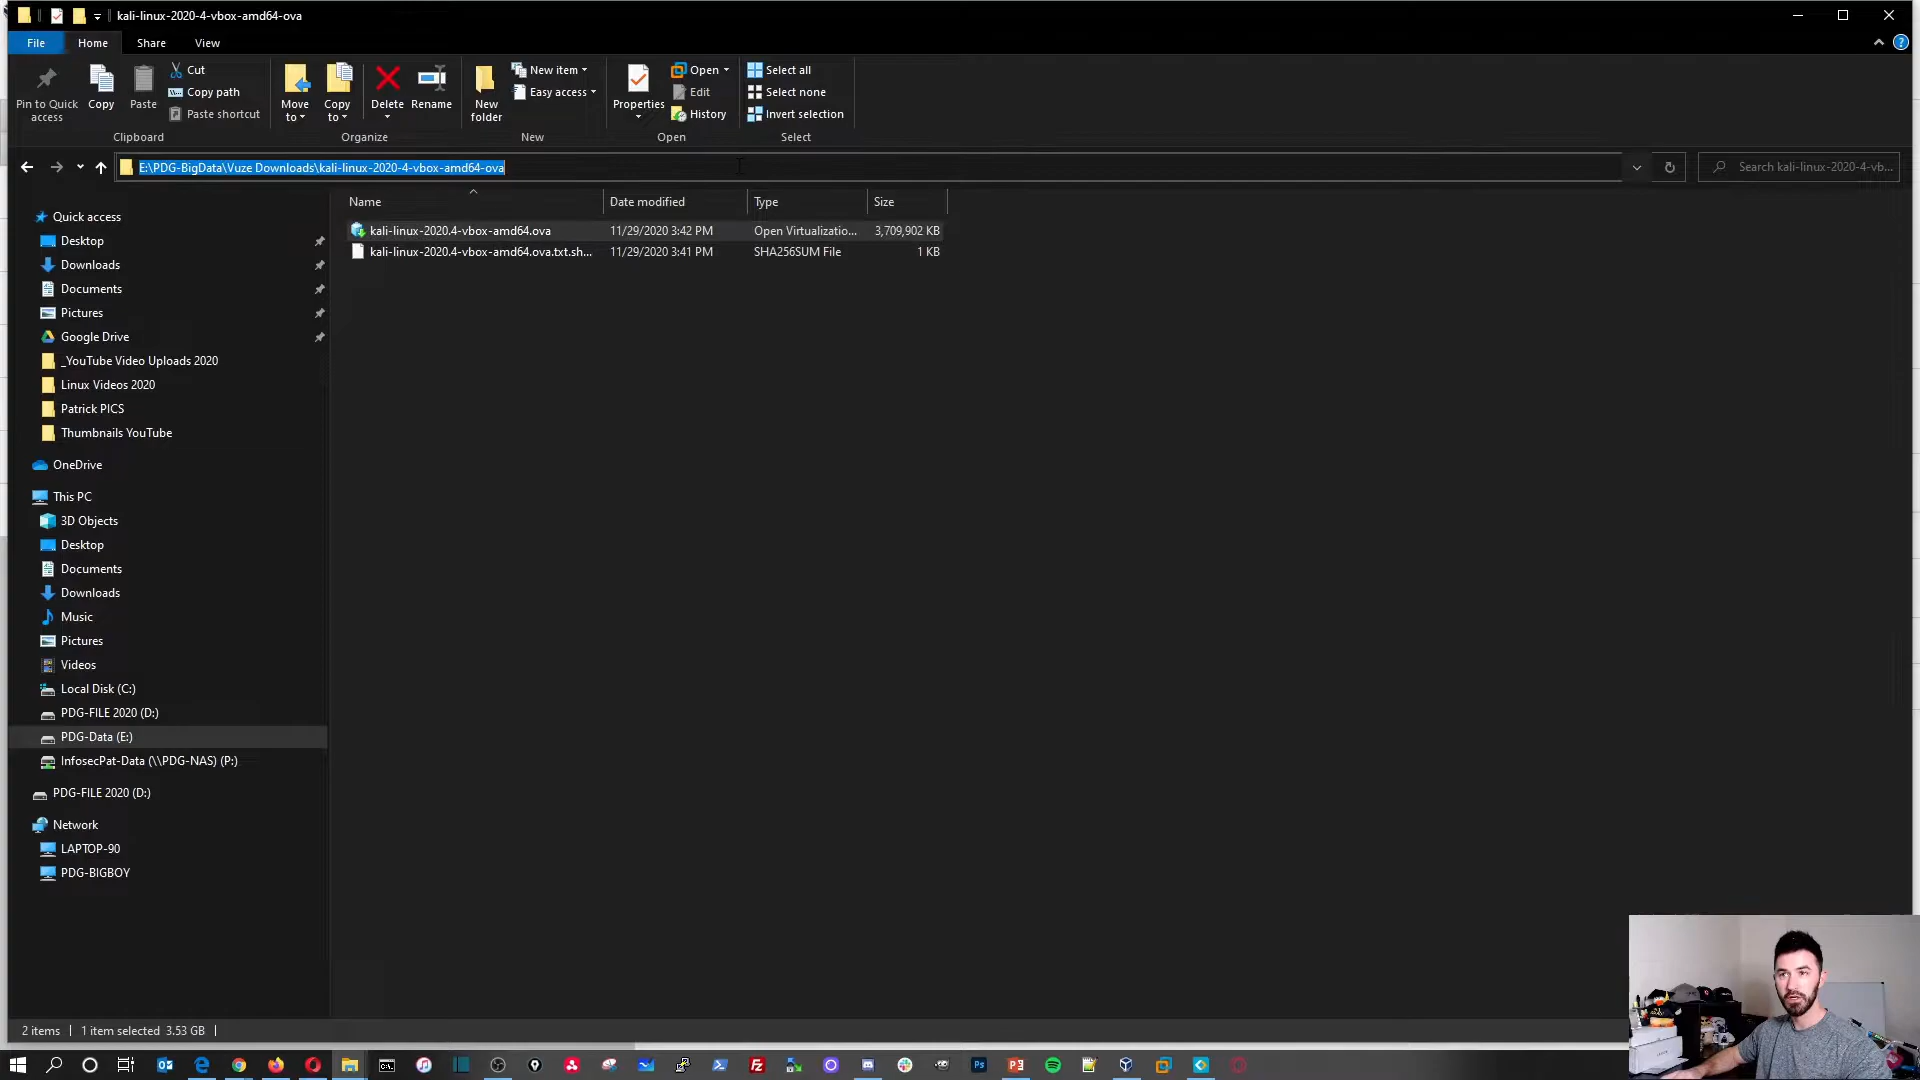 kali-linux-2020-4-vbox-amd64-ova
File Home Share View
Pin to Quick access
Copy
Paste
Cut
Copy path
Paste shortcut
Clipboard
Move to
Copy to
Delete
Rename
Organize
New folder
New item
Easy access
New
Properties
Open
Edit
History
Open
Select all
Select none
Invert selection
Select
E:\PDG-BigData\Vuze Downloads\kali-linux-2020-4-vbox-amd64-ova
Search kali-linux-2020-4-vb...
Name Date modified Type Size
kali-linux-2020.4-vbox-amd64.ova 11/29/2020 3:42 PM Open Virtualizatio... 3,709,902 KB
kali-linux-2020.4-vbox-amd64.ova.txt.sh... 11/29/2020 3:41 PM SHA256SUM File 1 KB
Quick access
Desktop
Downloads
Documents
Pictures
Google Drive
_YouTube Video Uploads 2020
Linux Videos 2020
Patrick PICS
Thumbnails YouTube
OneDrive
This PC
3D Objects
Desktop
Documents
Downloads
Music
Pictures
Videos
Local Disk (C:)
PDG-FILE 2020 (D:)
PDG-Data (E:)
InfosecPat-Data (\\PDG-NAS) (P:)
PDG-FILE 2020 (D:)
Network
LAPTOP-90
PDG-BIGBOY
2 items 1 item selected 3.53 GB